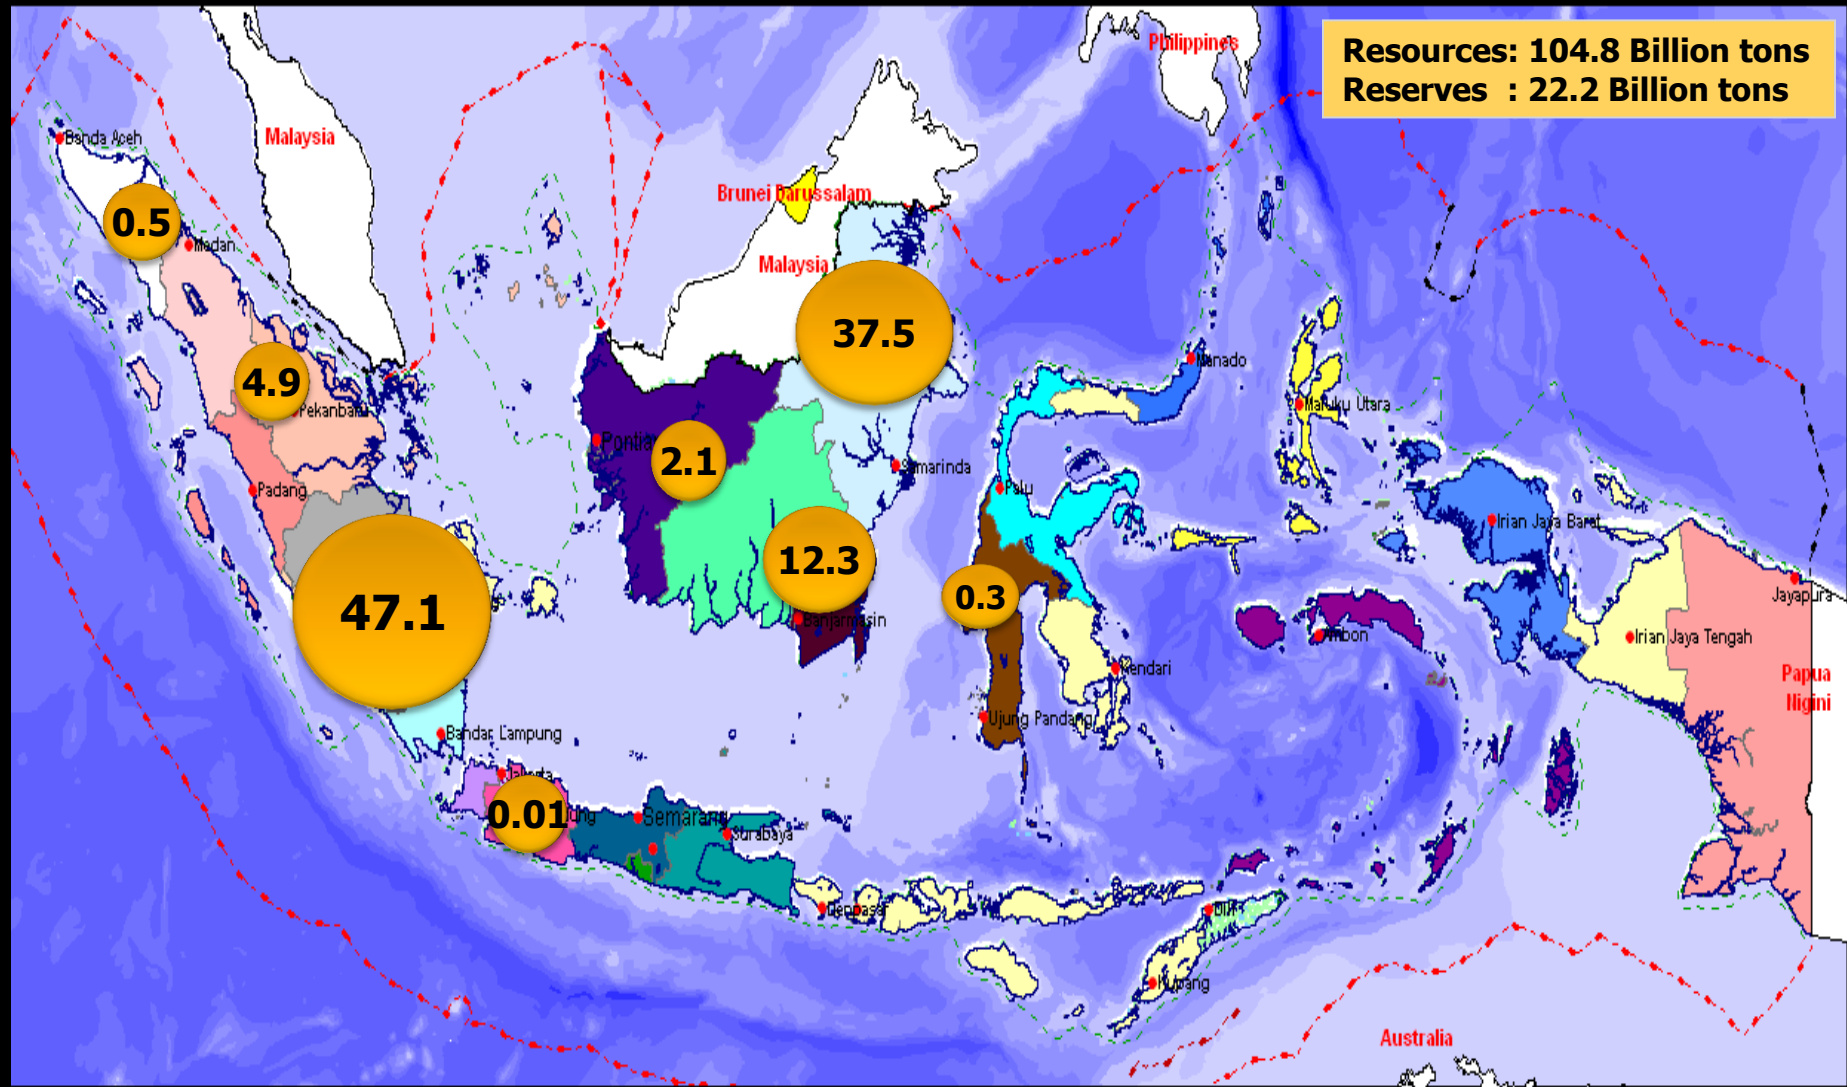 Philippines
Resources: 104.8 Billion tons
Reserves : 22.2 Billion tons
Banda Aceh
Malaysia
Brunei Darussalam
0.5
Madan
Malaysia
37.5
4.9
Pekanbaru
Manado
Maluku Utara
2.1
Samarinda
Padang
Palu
Irian Jaya Barat
12.3
47.1
0.3
Jayapura
Banjarmasin
Ambon
Irian Jaya Tengah
Kendari
Papua
Nigini
Ujung Pandang
Bandar Lampung
Jakarta
0.01
Semarang
Surabaya
Denpasar
Dilli
Kupang
Australia